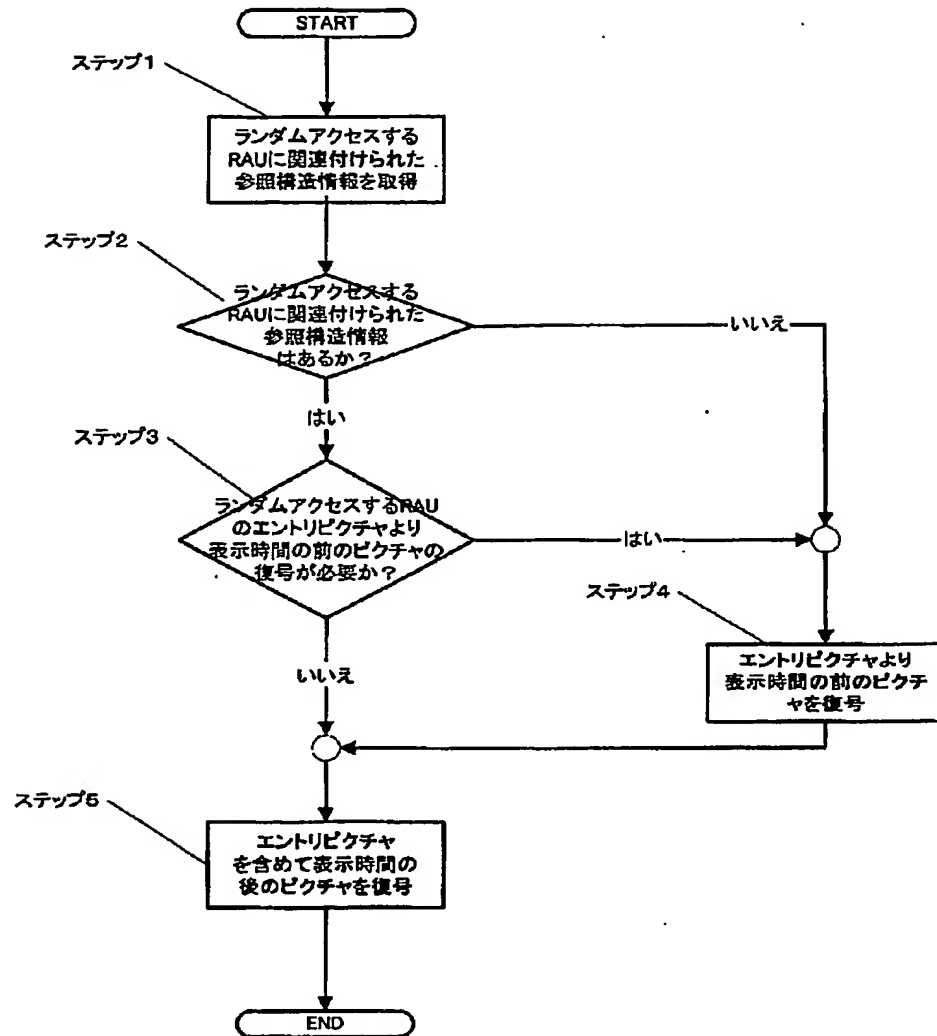 START
ステップ1
ランダムアクセスする
RAUに関連付けられた
参照構造情報を取得
ステップ2
ランダムアクセスする
RAUに関連付けられた
参照構造情報
はあるか?
いいえ
はい
ステップ3
ランダムアクセスするRAU
のエントリピクチャより
表示時間の前のピクチャの
復号が必要か?
はい
ステップ4
エントリピクチャより
表示時間の前のピクチ
ャを復号
いいえ
ステップ5
エントリピクチャ
を含めて表示時間の
後のピクチャを復号
END